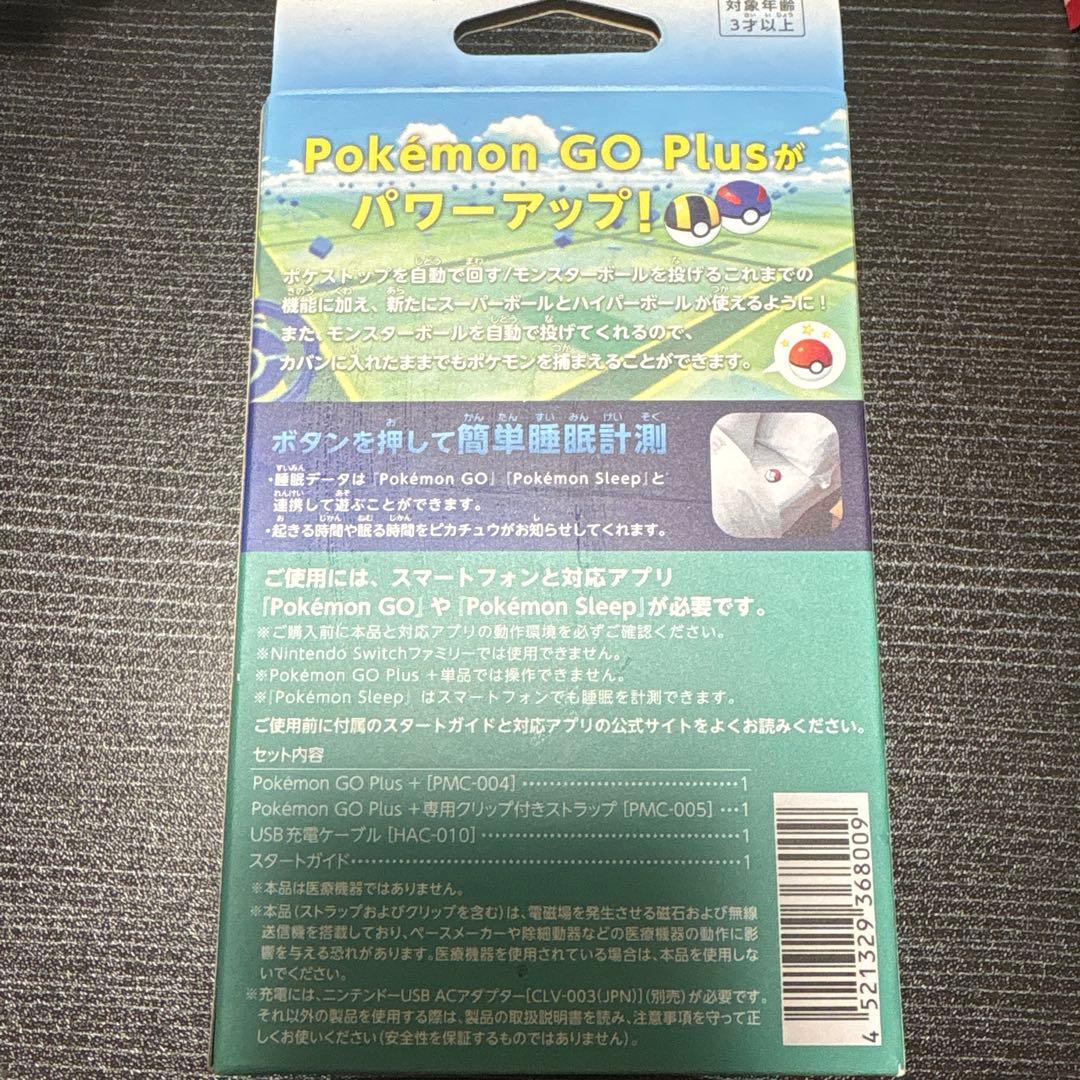 対象年齢
3才以上
Pokémon GO Plusが
パワーアップ!
ポケストップを自動で回す/モンスターボールを投げるこれまでの
機能に加え、新たにスーパーボールとハイパーボールが使えるように!
また、モンスターボールを自動で投げてくれるので、
カバンに入れたままでもポケモンを捕まえることができます。
ボタンを押して簡単睡眠計測
・睡眠データは『Pokémon GO』『Pokémon Sleep』と
連携して遊ぶことができます。
・起きる時間や眠る時間をピカチュウがお知らせしてくれます。
ご使用には、スマートフォンと対応アプリ
『Pokémon GO』や『Pokémon Sleep』が必要です。
※ご購入前に本品と対応アプリの動作環境を必ずご確認ください。
※Nintendo Switchファミリーでは使用できません。
※Pokémon GO Plus +単品では操作できません。
※『Pokémon Sleep』はスマートフォンでも睡眠を計測できます。
ご使用前に付属のスタートガイドと対応アプリの公式サイトをよくお読みください。
セット内容
Pokémon GO Plus + [PMC-004] 1
Pokémon GO Plus +専用クリップ付きストラップ [PMC-005] 1
USB充電ケーブル [HAC-010] 1
スタートガイド 1
※本品は医療機器ではありません。
※本品(ストラップおよびクリップを含む)は、電磁場を発生させる磁石および無線
送信機を搭載しており、ペースメーカーや除細動器などの医療機器の動作に影
響を与える恐れがあります。医療機器を使用されている場合は、本品を使用しな
いでください。
※充電には、ニンテンドーUSB ACアダプター[CLV-003(JPN)](別売)が必要です。
それ以外の製品を使用する際は、製品の取扱説明書を読み、注意事項を守って正
しくお使いください(安全性を保証するものではありません)。
4 521329 368009